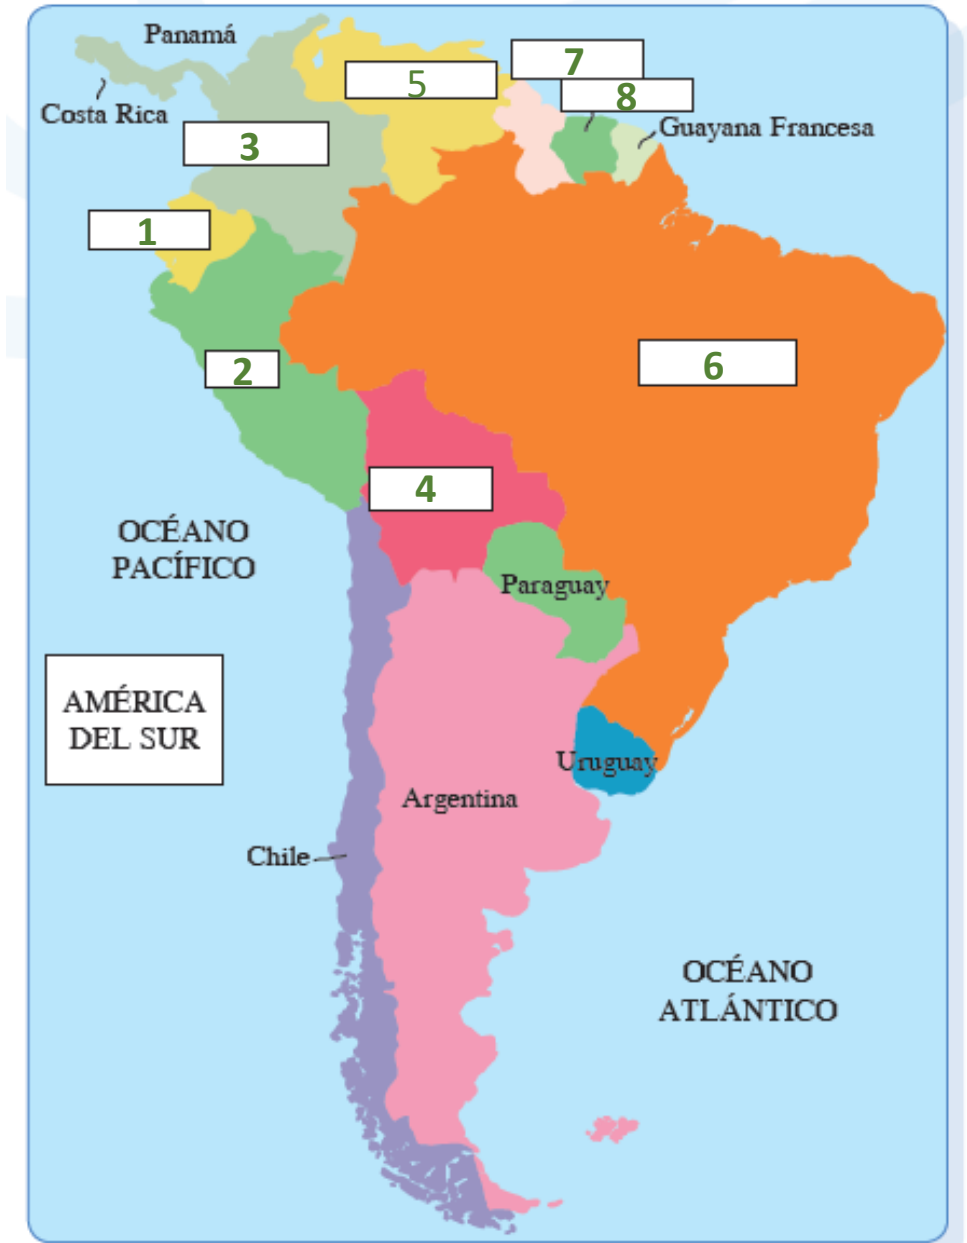 Panamá
5
7
8
Costa Rica
Guayana Francesa
3
1
6
2
4
OCÉANO
PACÍFICO
Paraguay
AMÉRICA
DEL SUR
Uruguay
Argentina
Chile
OCÉANO
ATLÁNTICO